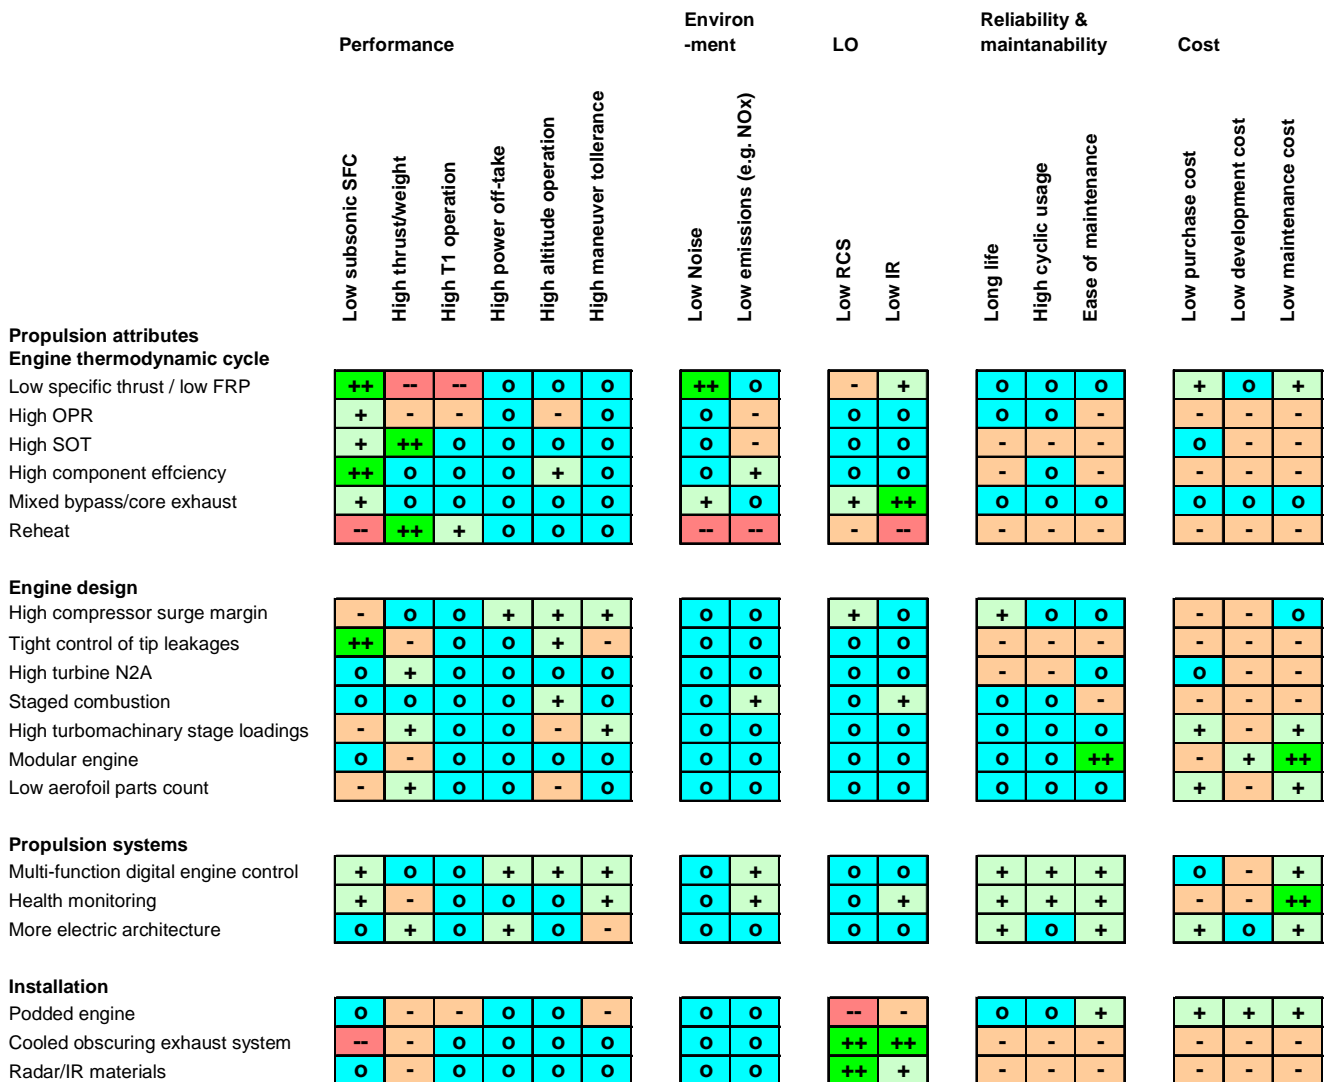 Environ
Reliability &
Performance
-ment
LO
maintanability
Cost
Low subsonic SFC
High thrust/weight
High T1 operation
High power off-take
High altitude operation
High maneuver tollerance
Low Noise
Low emissions (e.g. NOx)
Low RCS
Low IR
Long life
High cyclic usage
Ease of maintenance
Low purchase cost
Low development cost
Low maintenance cost
Propulsion attributes
Engine thermodynamic cycle
Low specific thrust / low FRP ++ -- -- o o o ++ o - + o o o + o +
High OPR + - - o - o o - o o o o - - - -
High SOT + ++ o o o o o - o o - - - o - -
High component effciency ++ o o o + o o + o o - o - - - -
Mixed bypass/core exhaust + o o o o o + o + ++ o o o o o o
Reheat -- ++ + o o o -- -- - -- - - - - - -
Engine design
High compressor surge margin - o o + + + o o + o + o o - - o
Tight control of tip leakages ++ - o o + - o o o o - - - - - -
High turbine N2A o + o o o o o o o o - - o o - -
Staged combustion o o o o + o o + o + o o - - - -
High turbomachinary stage loadings - + o o - + o o o o o o o + - +
Modular engine o - o o o o o o o o o o ++ - + ++
Low aerofoil parts count - + o o - o o o o o o o o + - +
Propulsion systems
Multi-function digital engine control + o o + + + o + o o + + + o - +
Health monitoring + - o o o + o + o + + + + - - ++
More electric architecture o + o + o - o o o o + o + + o +
Installation
Podded engine o - - o o - o o -- - o o + + + +
Cooled obscuring exhaust system -- - o o o o o o ++ ++ - - - - - -
Radar/IR materials o - o o o o o o ++ + - - - - - -